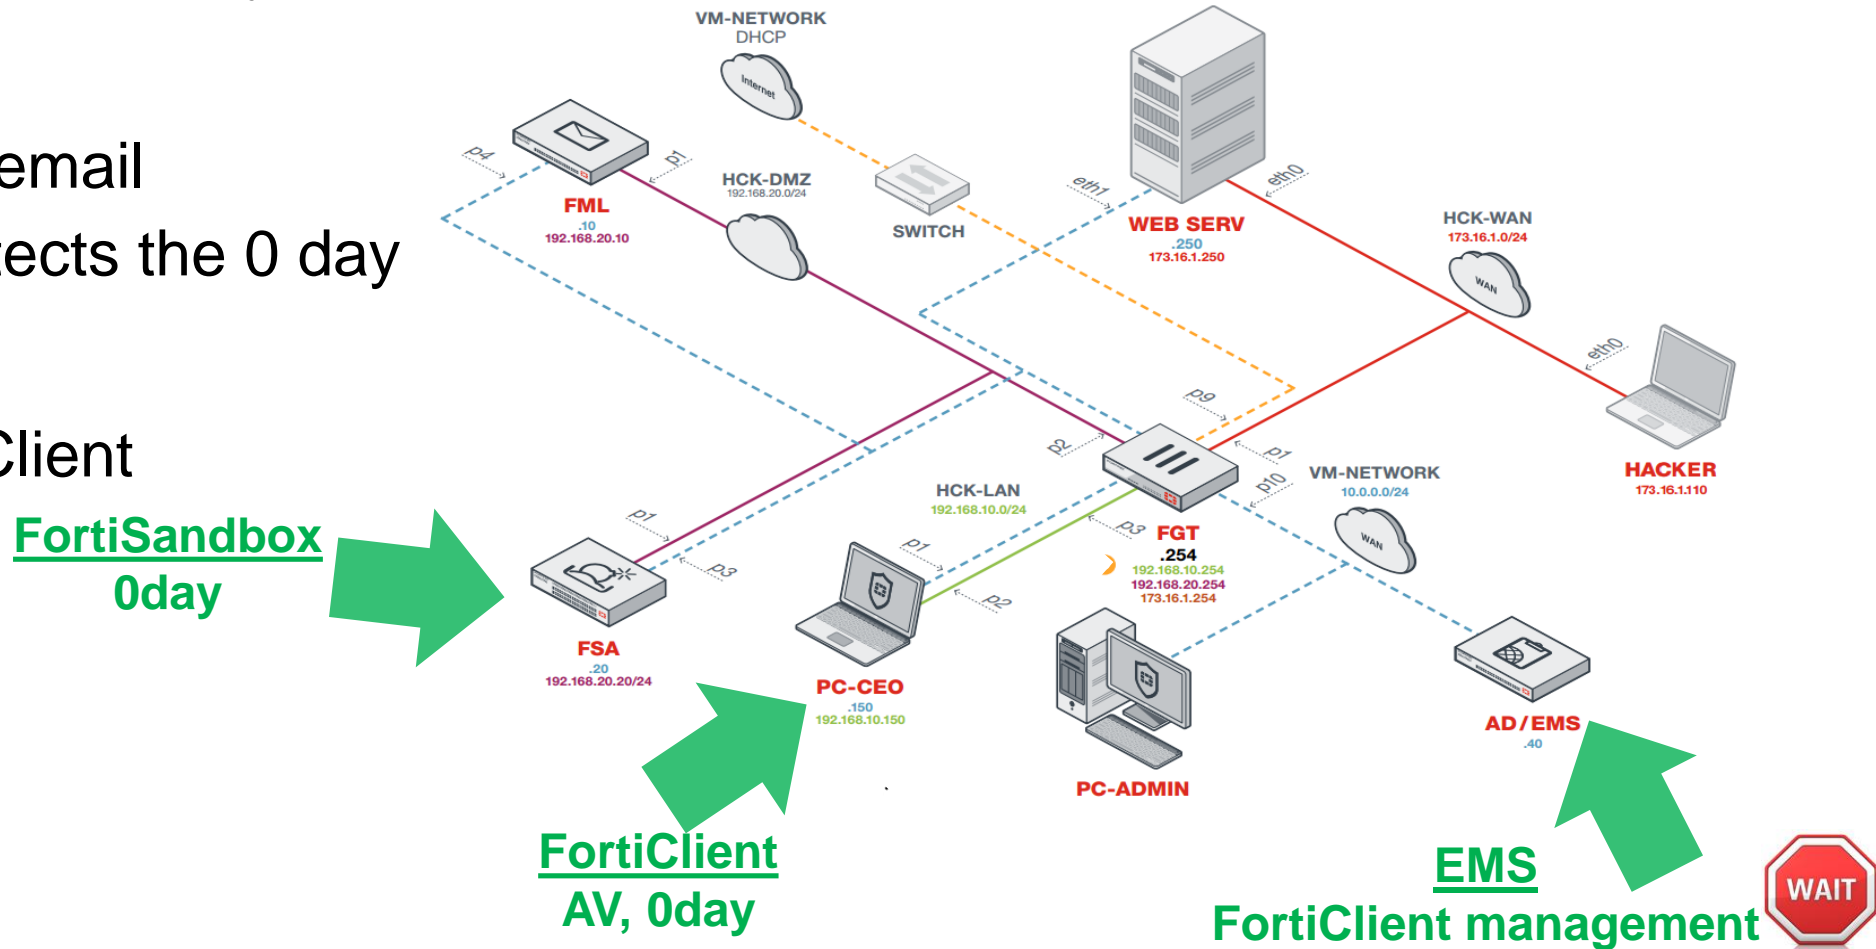 email
tects the 0 day
Client
FortiSandbox
0day
VM-NETWORK
DHCP
Internet
p4
p1
FML
.10
192.168.20.10
HCK-DMZ
192.168.20.0/24
SWITCH
eth1
eth0
WEB SERV
.250
173.16.1.250
HCK-WAN
173.16.1.0/24
WAN
eth0
HACKER
173.16.1.110
p9
p2
p1
p10
VM-NETWORK
10.0.0.0/24
WAN
HCK-LAN
192.168.10.0/24
p3
FGT
.254
192.168.10.254
192.168.20.254
173.16.1.254
p1
p3
FSA
.20
192.168.20.20/24
p1
p2
PC-CEO
.150
192.168.10.150
PC-ADMIN
AD/EMS
.40
FortiClient
AV, 0day
EMS
FortiClient management
WAIT